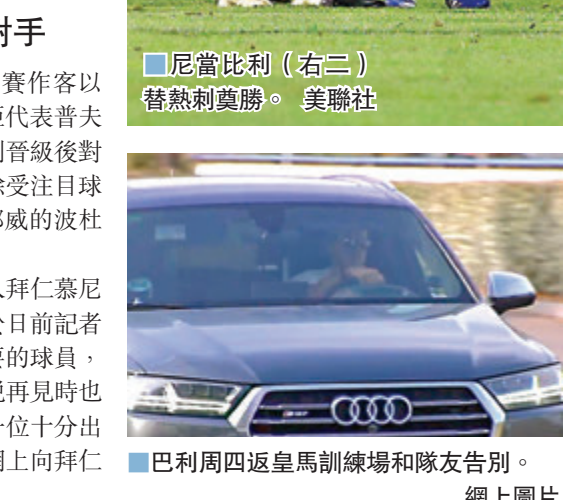 對手
賽作客以
代表普夫
晉級後對
受注目球
威的波杜
拜仁慕尼
日前記者
要的球員，
再見時也
一位十分出
網上向拜仁
尼當比利（右二）
替熱刺奠勝。 美聯社
巴利周四返皇馬訓練場和隊友告別。
網上圖片